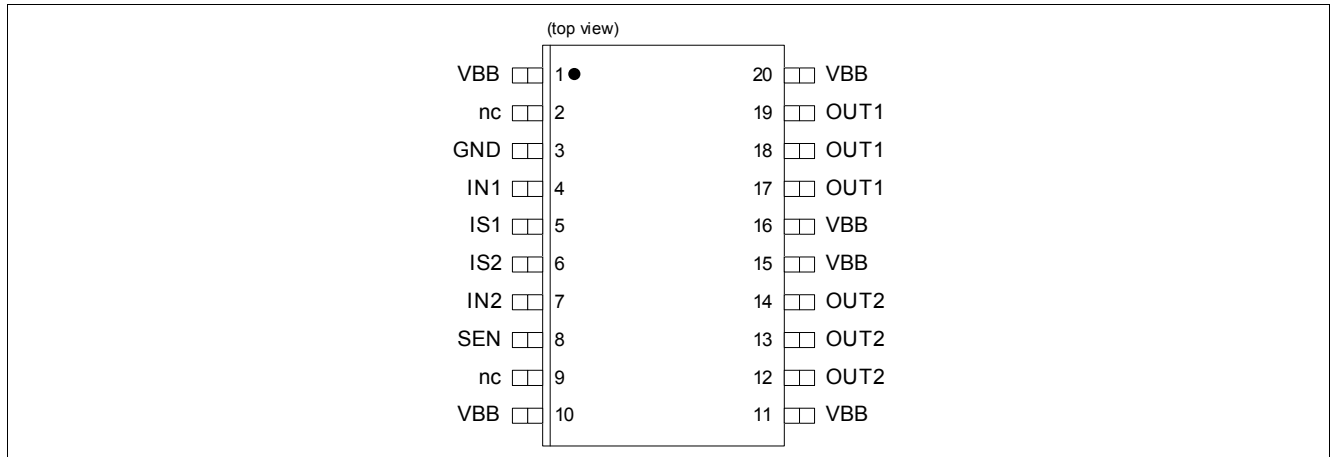 (top view)
VBB 1 20 VBB
nc 2 19 OUT1
GND 3 18 OUT1
IN1 4 17 OUT1
IS1 5 16 VBB
IS2 6 15 VBB
IN2 7 14 OUT2
SEN 8 13 OUT2
nc 9 12 OUT2
VBB 10 11 VBB